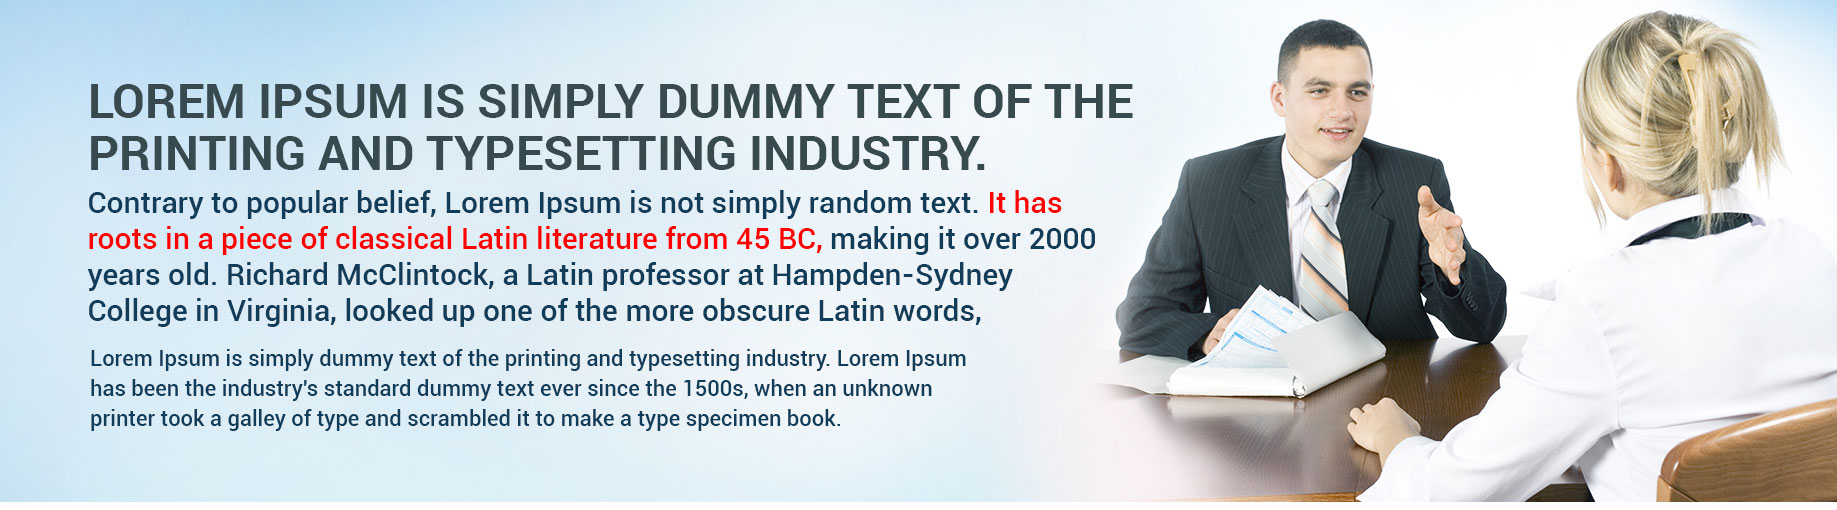 LOREM IPSUM IS SIMPLY DUMMY TEXT OF THE
PRINTING AND TYPESETTING INDUSTRY.
Contrary to popular belief, Lorem Ipsum is not simply random text. It has
roots in a piece of classical Latin literature from 45 BC, making it over 2000
years old. Richard McClintock, a Latin professor at Hampden-Sydney
College in Virginia, looked up one of the more obscure Latin words,
Lorem Ipsum is simply dummy text of the printing and typesetting industry. Lorem Ipsum
has been the industry's standard dummy text ever since the 1500s, when an unknown
printer took a galley of type and scrambled it to make a type specimen book.